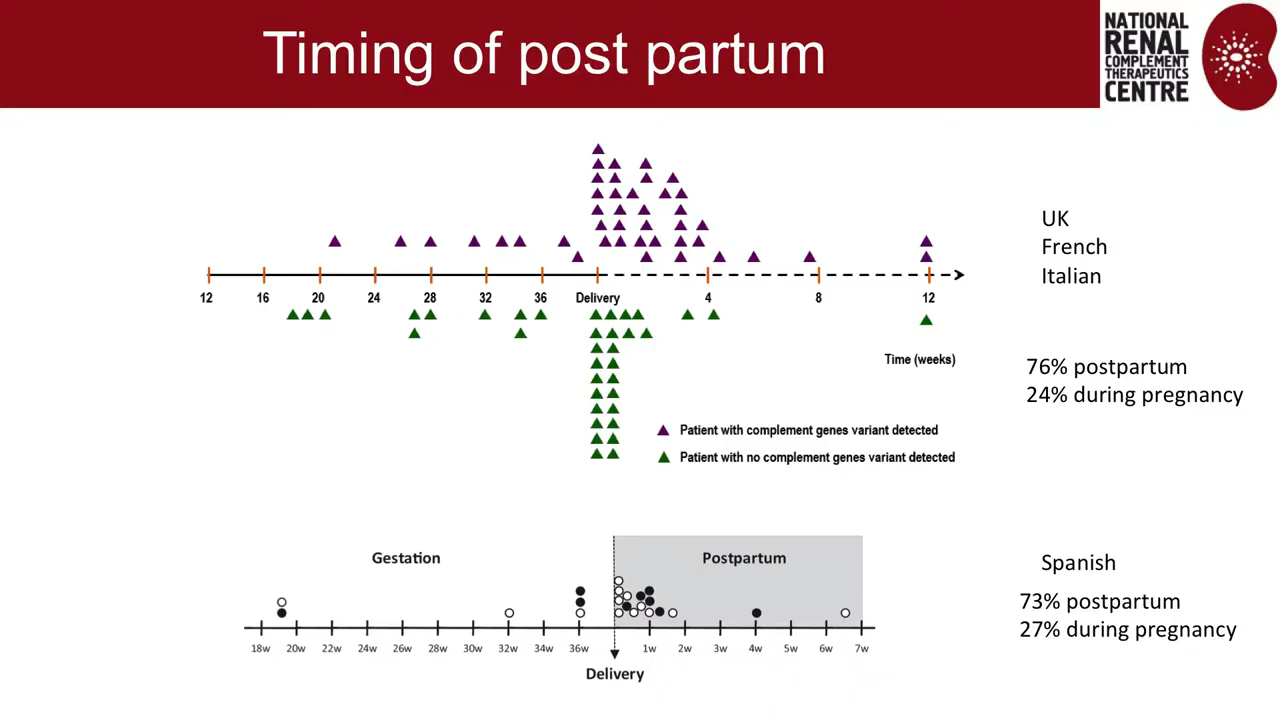 Timing of post partum
NATIONAL
RENAL
COMPLEMENT
THERAPEUTICS
CENTRE
UK
French
Italian
12 16 20 24 28 32 36 Delivery 4 8 12
Time (weeks)
76% postpartum
24% during pregnancy
Patient with complement genes variant detected
Patient with no complement genes variant detected
Gestation Postpartum
Spanish
73% postpartum
27% during pregnancy
18w 20w 22w 24w 26w 28w 30w 32w 34w 36w 1w 2w 3w 4w 5w 6w 7w
Delivery